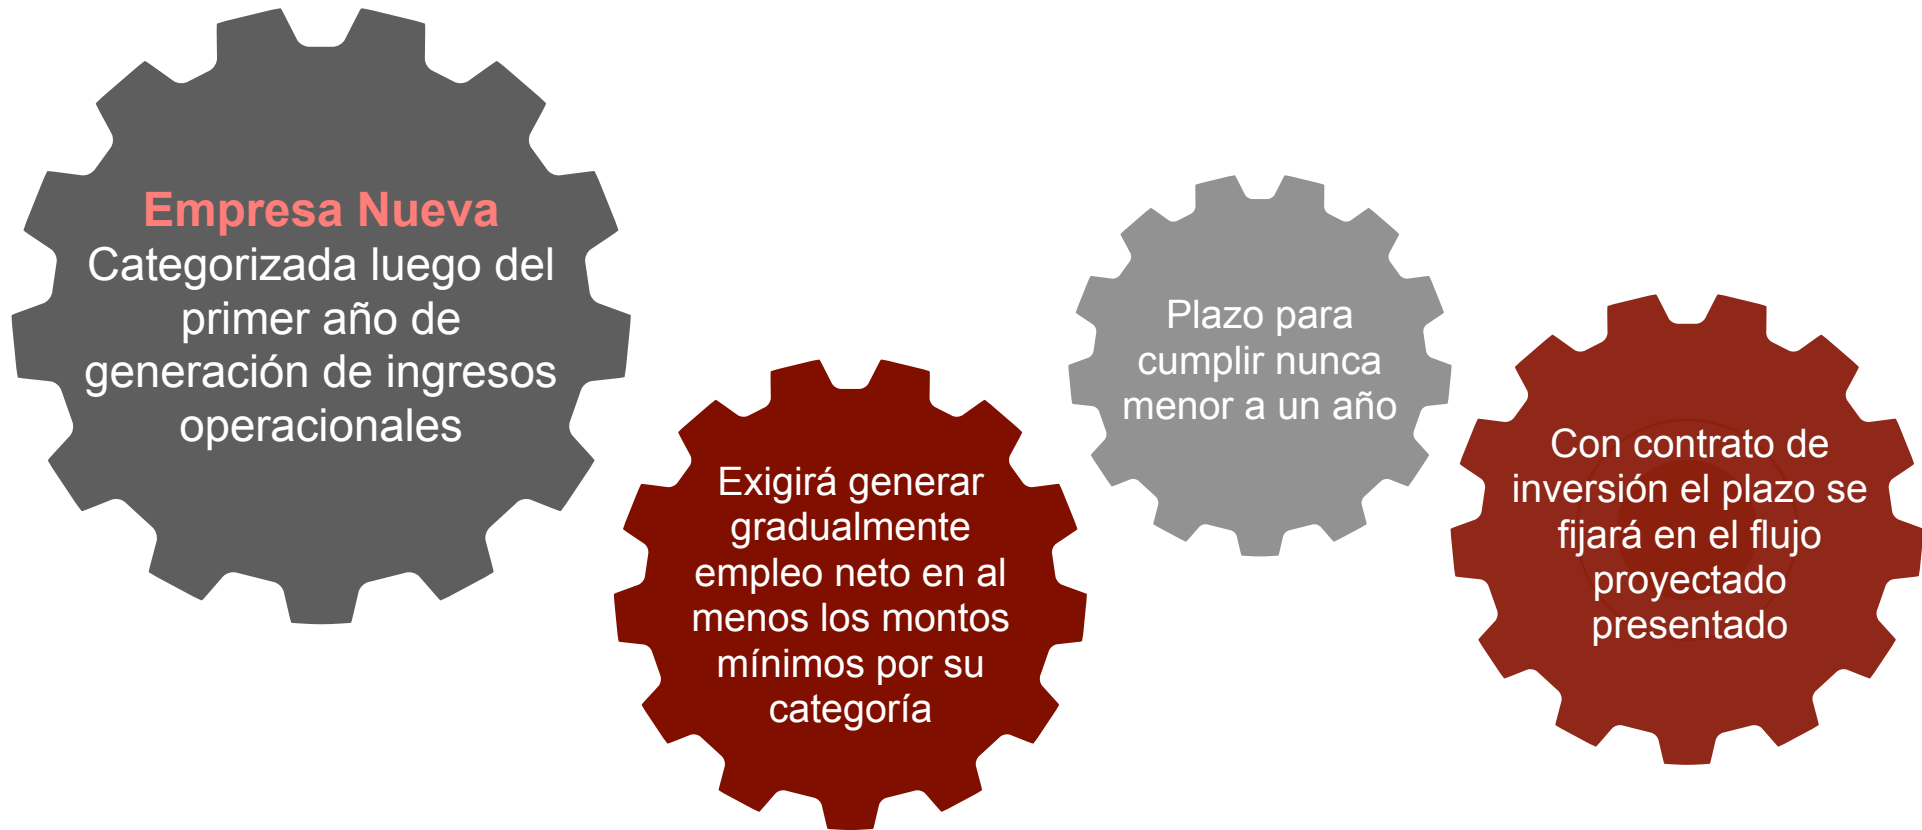 Empresa Nueva
Categorizada luego del
primer año de
generación de ingresos
operacionales
Exigirá generar
gradualmente
empleo neto en al
menos los montos
mínimos por su
categoría
Plazo para
cumplir nunca
menor a un año
Con contrato de
inversión el plazo se
fijará en el flujo
proyectado
presentado